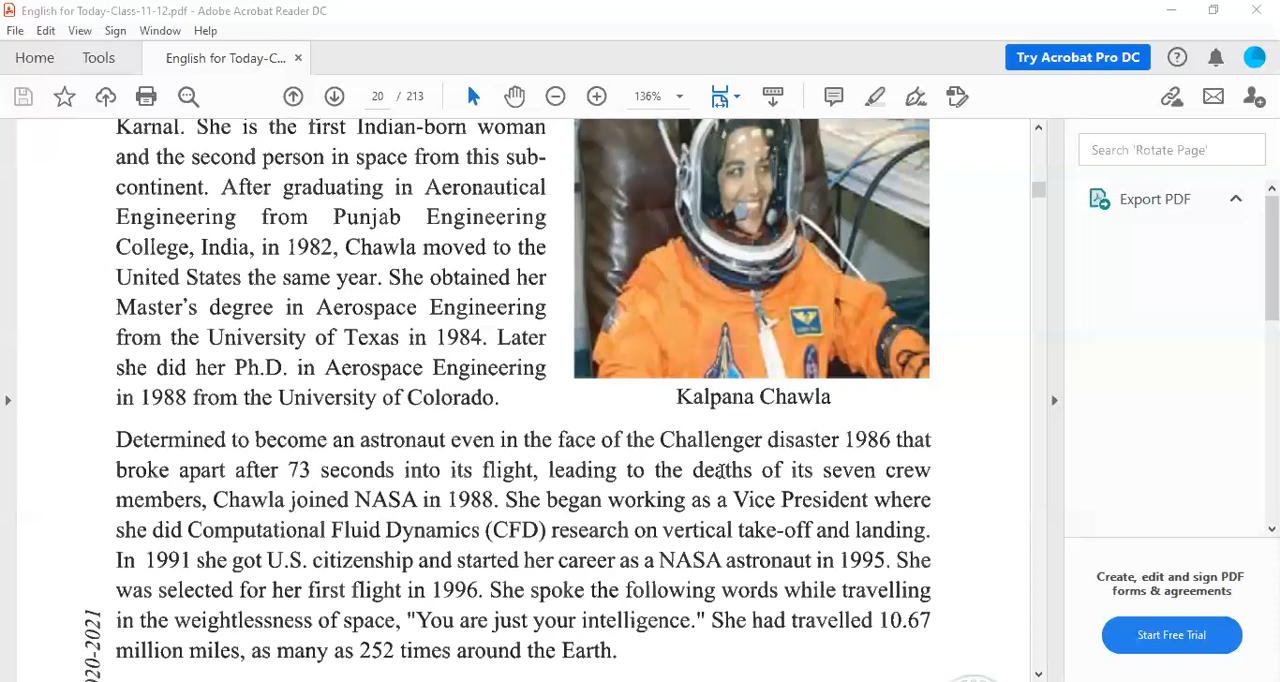 English for Today-Class-11-12.pdf - Adobe Acrobat Reader DC
File Edit View Sign Window Help
Home Tools English for Today-C... × Try Acrobat Pro DC
20 / 213 136%
Search 'Rotate Page'
Export PDF
Karnal. She is the first Indian-born woman
and the second person in space from this sub-
continent. After graduating in Aeronautical
Engineering from Punjab Engineering
College, India, in 1982, Chawla moved to the
United States the same year. She obtained her
Master's degree in Aerospace Engineering
from the University of Texas in 1984. Later
she did her Ph.D. in Aerospace Engineering
in 1988 from the University of Colorado.
Kalpana Chawla
Determined to become an astronaut even in the face of the Challenger disaster 1986 that
broke apart after 73 seconds into its flight, leading to the deaths of its seven crew
members, Chawla joined NASA in 1988. She began working as a Vice President where
she did Computational Fluid Dynamics (CFD) research on vertical take-off and landing.
In 1991 she got U.S. citizenship and started her career as a NASA astronaut in 1995. She
was selected for her first flight in 1996. She spoke the following words while travelling
in the weightlessness of space, "You are just your intelligence." She had travelled 10.67
million miles, as many as 252 times around the Earth.
020-2021
Create, edit and sign PDF
forms & agreements
Start Free Trial